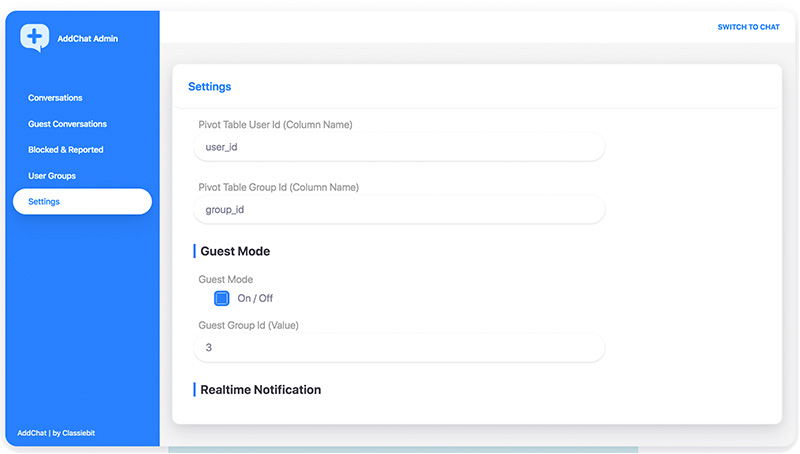 AddChat Admin
SWITCH TO CHAT
Conversations
Guest Conversations
Blocked & Reported
User Groups
Settings
AddChat | by Classiebit
Settings
Pivot Table User Id (Column Name)
user_id
Pivot Table Group Id (Column Name)
group_id
Guest Mode
Guest Mode
On / Off
Guest Group Id (Value)
3
Realtime Notification